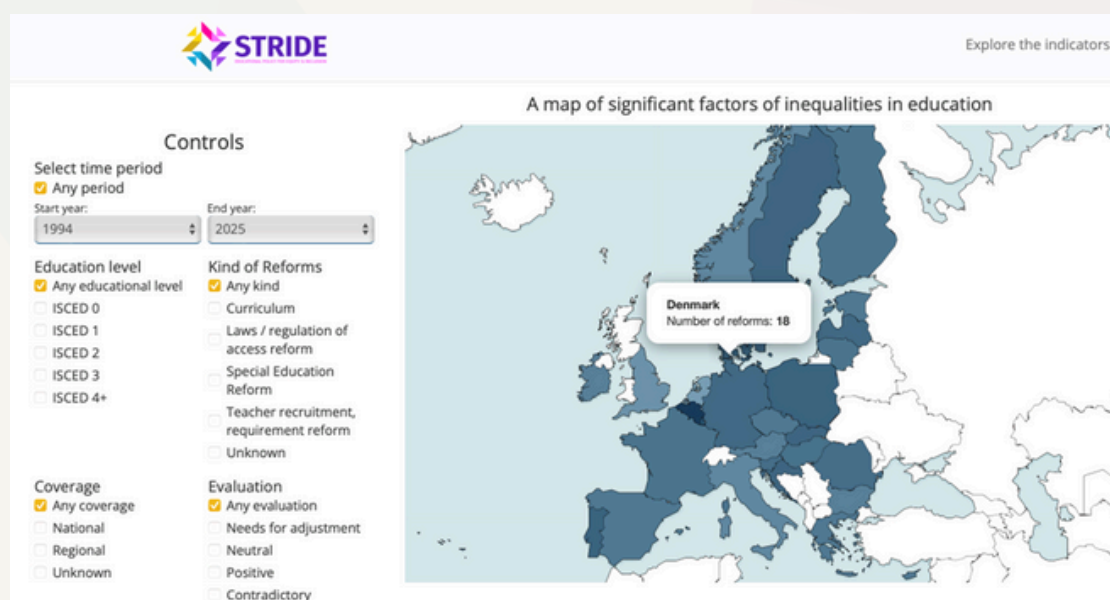 STRIDE
Explore the indicators
A map of significant factors of inequalities in education
Controls
Select time period
Any period
Start year:
End year:
1994
2025
Education level
Any educational level
ISCED 0
ISCED 1
ISCED 2
ISCED 3
ISCED 4+
Kind of Reforms
Any kind
Curriculum
Laws / regulation of
access reform
Special Education
Reform
Teacher recruitment,
requirement reform
Unknown
Coverage
Any coverage
National
Regional
Unknown
Evaluation
Any evaluation
Needs for adjustment
Neutral
Positive
Contradictory
Denmark
Number of reforms: 18